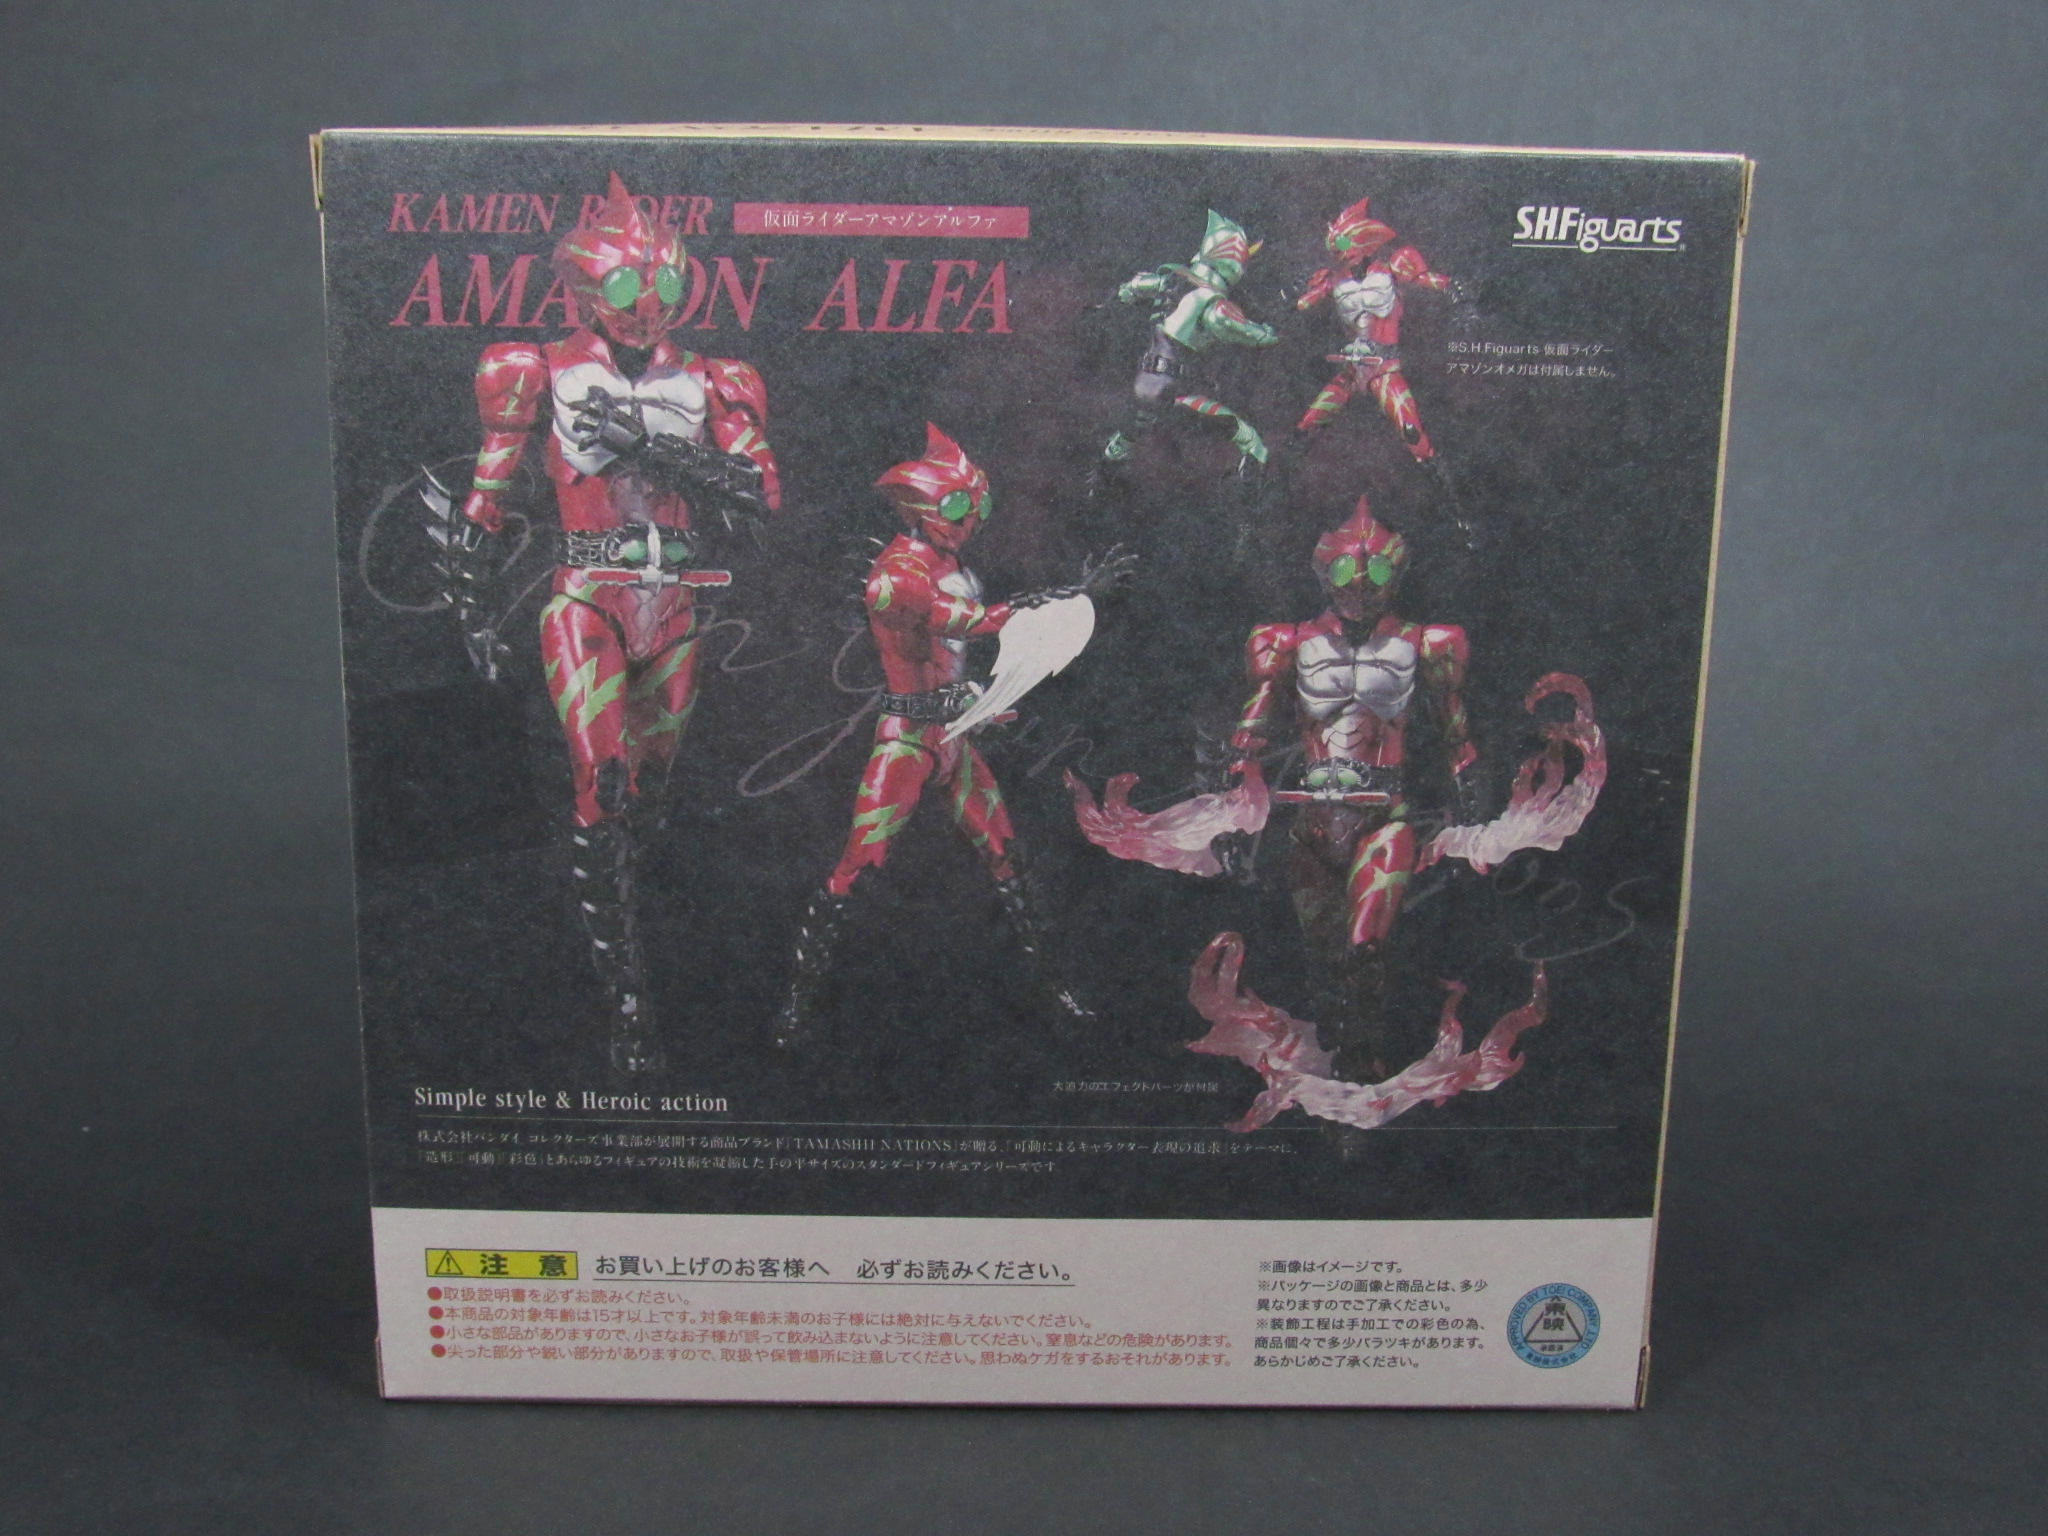 KAMEN RIDER
仮面ライダーアマゾンアルファ
AMAZON ALFA
S.H.Figuarts
※S.H.Figuarts 仮面ライダー
アマゾンオメガは付属しません。
大迫力のエフェクトパーツが付属
Simple style & Heroic action
株式会社バンダイ コレクターズ事業部が展開する商品ブランド「TAMASHII NATIONS」が贈る、「可動によるキャラクター表現の追求」をテーマに、
「造形」「可動」「彩色」とあらゆるフィギュアの技術を凝縮した手の平サイズのスタンダードフィギュアシリーズです
注意 お買い上げのお客様へ 必ずお読みください。
●取扱説明書を必ずお読みください。
●本商品の対象年齢は15才以上です。対象年齢未満のお子様には絶対に与えないでください。
●小さな部品がありますので、小さなお子様が誤って飲み込まないように注意してください。窒息などの危険があります。
●尖った部分や鋭い部分がありますので、取扱や保管場所に注意してください。思わぬケガをするおそれがあります。
※画像はイメージです。
※パッケージの画像と商品とは、多少
異なりますのでご了承ください。
※装飾工程は手加工での彩色の為、
商品個々で多少バラツキがあります。
あらかじめご了承ください。
APPROVED BY TOEI COMPANY, LTD.
東映
承認済
東映株式会社